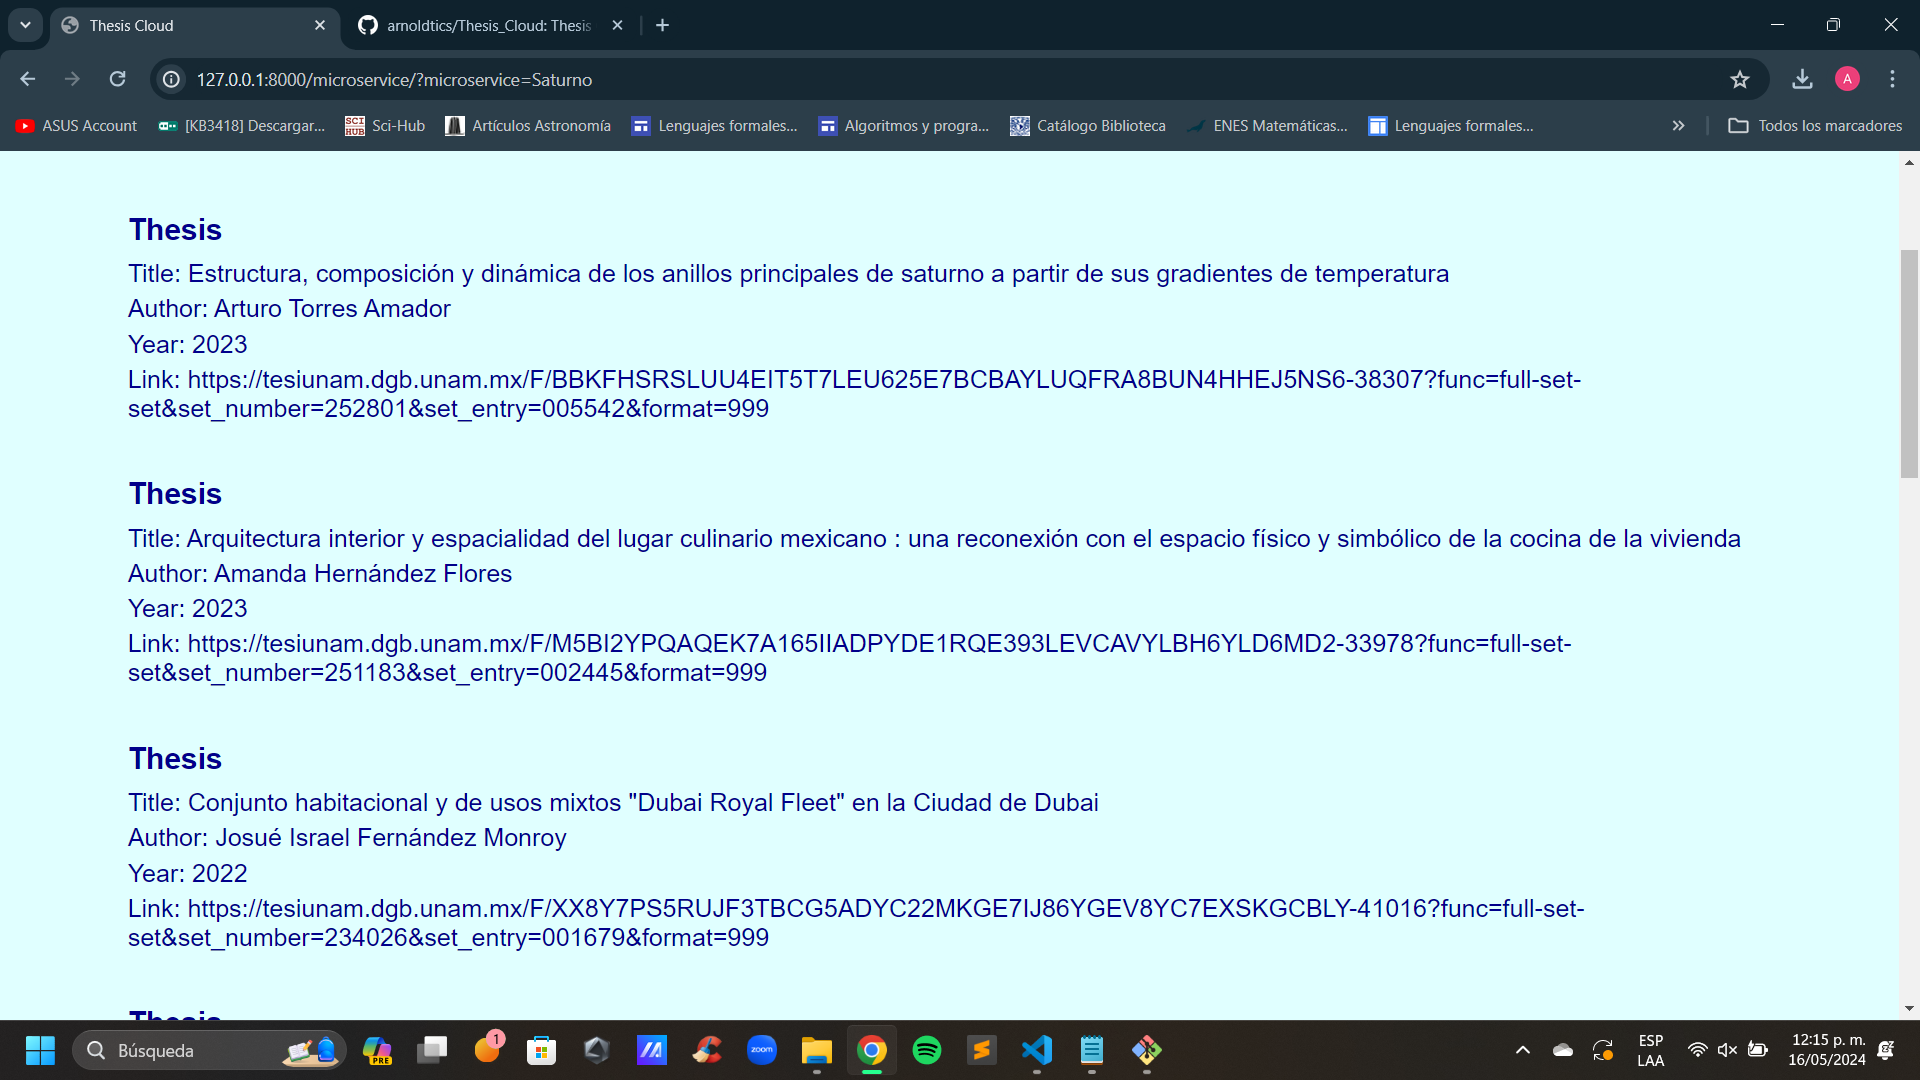 Thesis Cloud
arnoldtics/Thesis_Cloud: Thesis
127.0.0.1:8000/microservice/?microservice=Saturno
A
ASUS Account
[KB3418] Descargar...
SCI HUB
Sci-Hub
Artículos Astronomía
Lenguajes formales...
Algoritmos y progra...
Catálogo Biblioteca
ENES Matemáticas...
Lenguajes formales...
Todos los marcadores
Thesis
Title: Estructura, composición y dinámica de los anillos principales de saturno a partir de sus gradientes de temperatura
Author: Arturo Torres Amador
Year: 2023
Link: https://tesiunam.dgb.unam.mx/F/BBKFHSRSLUU4EIT5T7LEU625E7BCBAYLUQFRA8BUN4HHEJ5NS6-38307?func=full-set-
set&set_number=252801&set_entry=005542&format=999
Thesis
Title: Arquitectura interior y espacialidad del lugar culinario mexicano : una reconexión con el espacio físico y simbólico de la cocina de la vivienda
Author: Amanda Hernández Flores
Year: 2023
Link: https://tesiunam.dgb.unam.mx/F/M5BI2YPQAQEK7A165IIADPYDE1RQE393LEVCAVYLBH6YLD6MD2-33978?func=full-set-
set&set_number=251183&set_entry=002445&format=999
Thesis
Title: Conjunto habitacional y de usos mixtos "Dubai Royal Fleet" en la Ciudad de Dubai
Author: Josué Israel Fernández Monroy
Year: 2022
Link: https://tesiunam.dgb.unam.mx/F/XX8Y7PS5RUJF3TBCG5ADYC22MKGE7IJ86YGEV8YC7EXSKGCBLY-41016?func=full-set-
set&set_number=234026&set_entry=001679&format=999
Thesis
Búsqueda
PRE
1
zoom
ESP
LAA
12:15 p. m.
16/05/2024